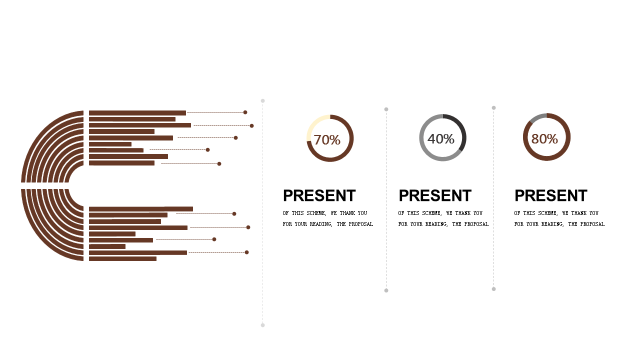 70%
40%
80%
PRESENT
OF THIS SCHEME, WE THANK YOU
FOR YOUR READING, THE PROPOSAL
PRESENT
OF THIS SCHEME, WE THANK YOU
FOR YOUR READING, THE PROPOSAL
PRESENT
OF THIS SCHEME, WE THANK YOU
FOR YOUR READING, THE PROPOSAL